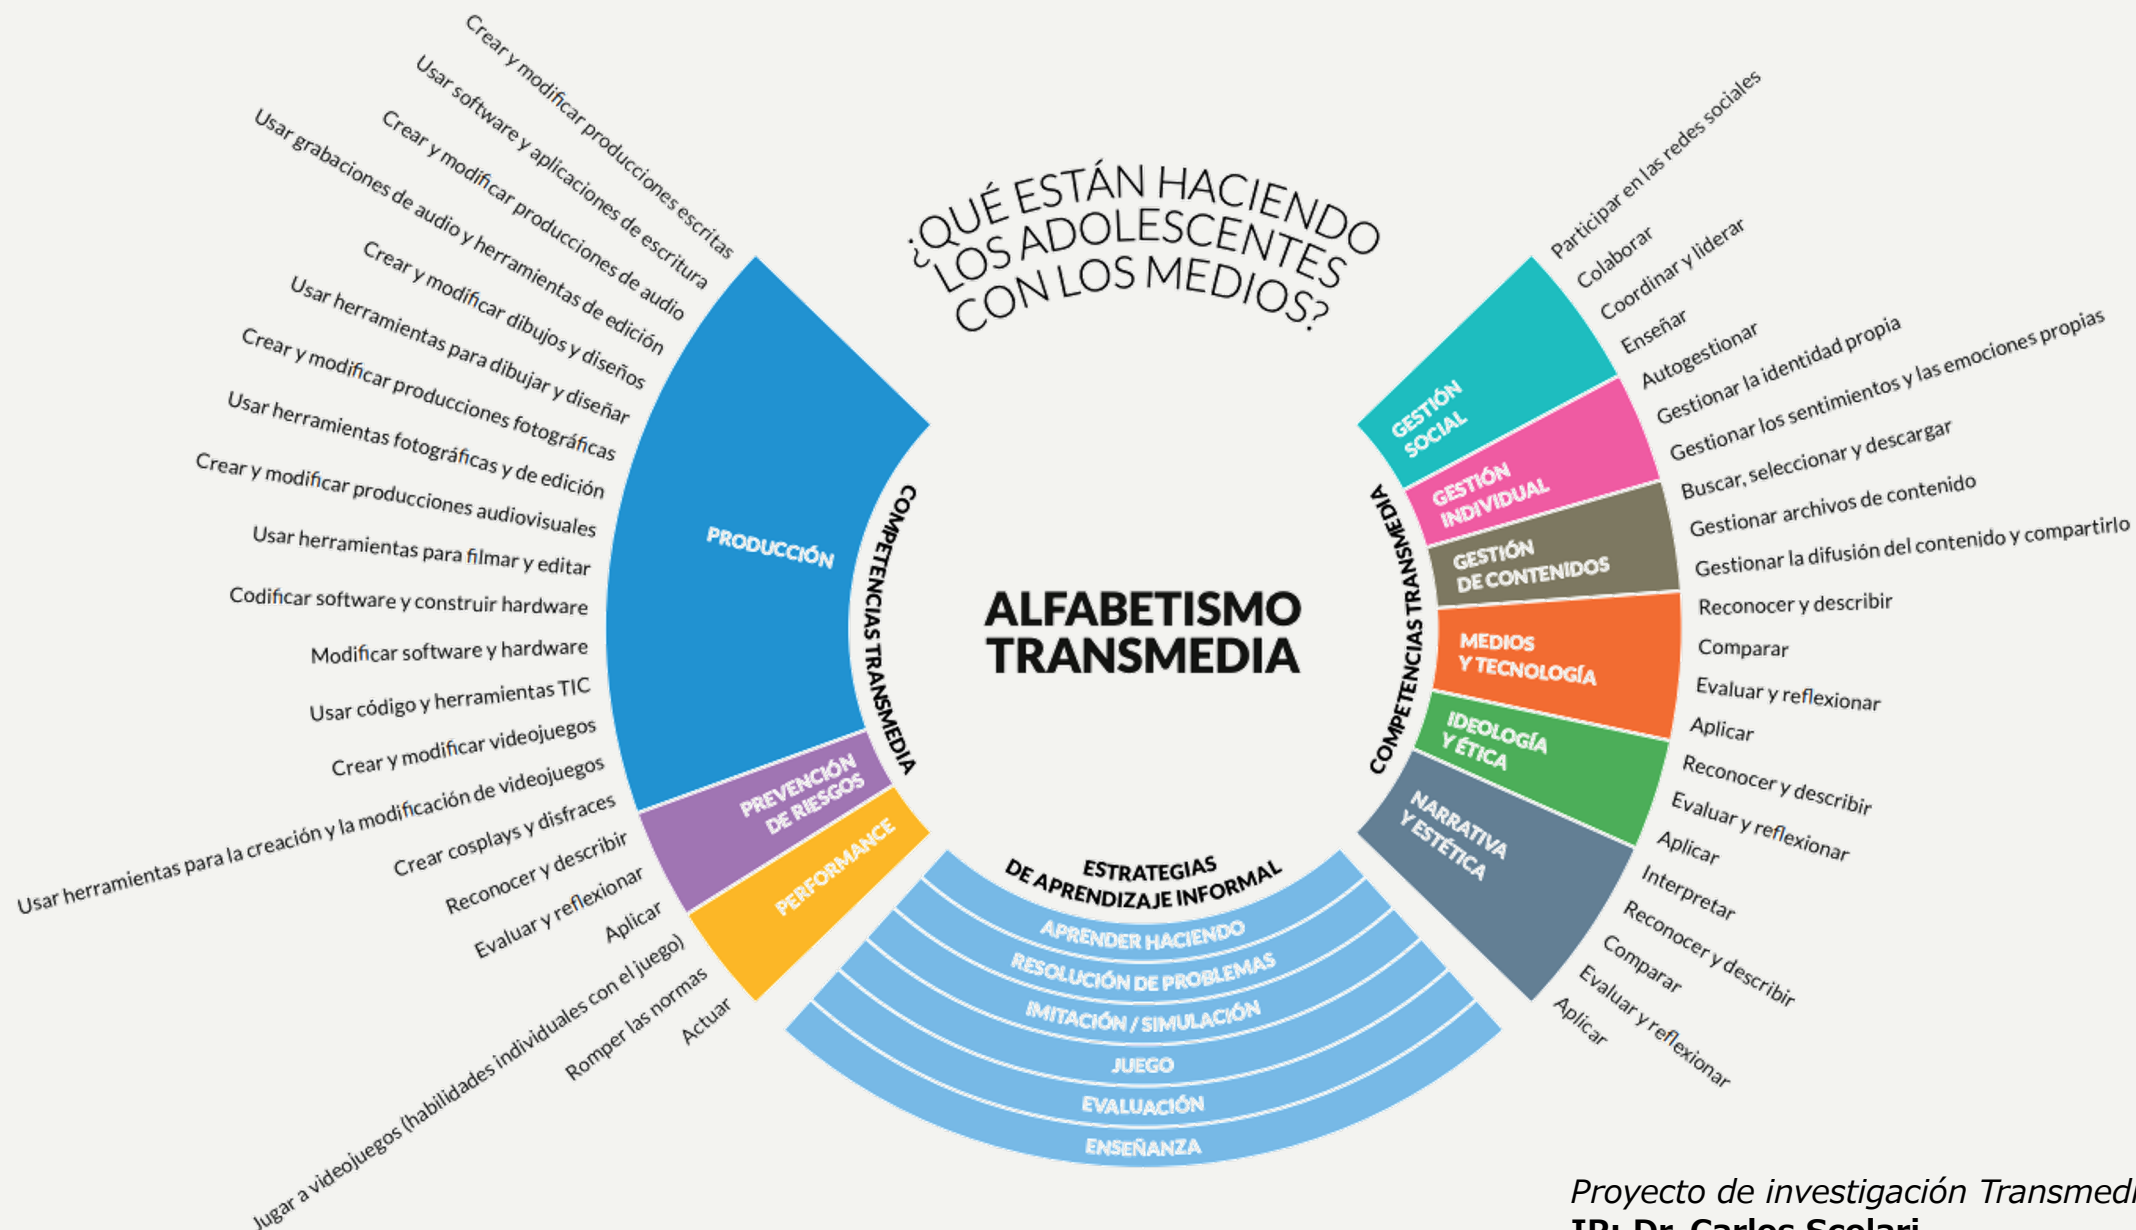 ¿QUÉ ESTÁN HACIENDO
LOS ADOLESCENTES
CON LOS MEDIOS?
ALFABETISMO
TRANSMEDIA
COMPETENCIAS TRANSMEDIA
PRODUCCIÓN
Crear y modificar producciones escritas
Usar software y aplicaciones de escritura
Crear y modificar producciones de audio
Usar grabaciones de audio y herramientas de edición
Crear y modificar dibujos y diseños
Usar herramientas para dibujar y diseñar
Crear y modificar producciones fotográficas
Usar herramientas fotográficas y de edición
Crear y modificar producciones audiovisuales
Usar herramientas para filmar y editar
Codificar software y construir hardware
Modificar software y hardware
Usar código y herramientas TIC
Crear y modificar videojuegos
Usar herramientas para la creación y la modificación de videojuegos
Crear cosplays y disfraces
PREVENCIÓN
DE RIESGOS
Reconocer y describir
Evaluar y reflexionar
Aplicar
PERFORMANCE
Jugar a videojuegos (habilidades individuales con el juego)
Romper las normas
Actuar
COMPETENCIAS TRANSMEDIA
GESTIÓN
SOCIAL
Participar en las redes sociales
Colaborar
Coordinar y liderar
Enseñar
GESTIÓN
INDIVIDUAL
Autogestionar
Gestionar la identidad propia
Gestionar los sentimientos y las emociones propias
GESTIÓN
DE CONTENIDOS
Buscar, seleccionar y descargar
Gestionar archivos de contenido
Gestionar la difusión del contenido y compartirlo
MEDIOS
Y TECNOLOGÍA
Reconocer y describir
Comparar
Evaluar y reflexionar
Aplicar
IDEOLOGÍA
Y ÉTICA
Reconocer y describir
Evaluar y reflexionar
Aplicar
NARRATIVA
Y ESTÉTICA
Interpretar
Reconocer y describir
Comparar
Evaluar y reflexionar
Aplicar
ESTRATEGIAS
DE APRENDIZAJE INFORMAL
APRENDER HACIENDO
RESOLUCIÓN DE PROBLEMAS
IMITACIÓN / SIMULACIÓN
JUEGO
EVALUACIÓN
ENSEÑANZA
Proyecto de investigación Transmedi
IP: Dr. Carlos Scolari